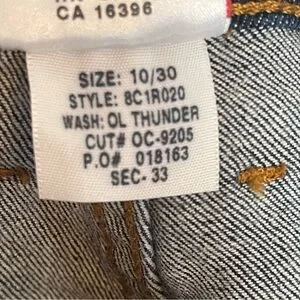 CA 16396
SIZE: 10/30
STYLE: 8C1R020
WASH: OL THUNDER
CUT# OC-9205
P.O# 018163
SEC- 33